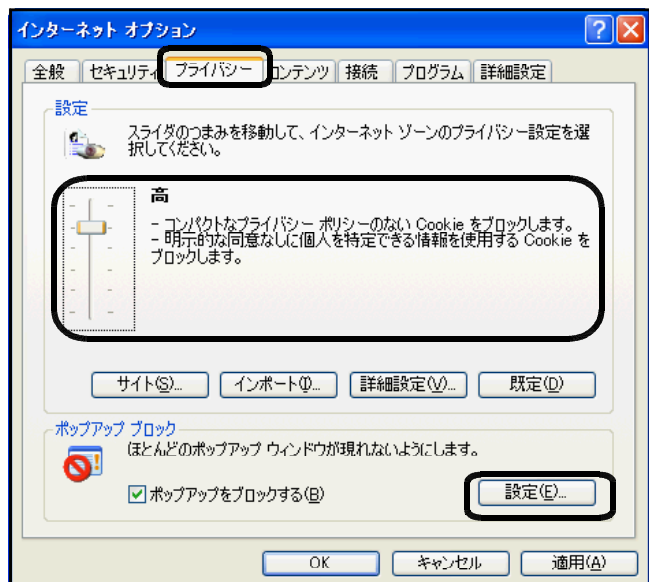 インターネット オプション
全般 セキュリティ プライバシー コンテンツ 接続 プログラム 詳細設定
設定
スライダのつまみを移動して、インターネット ゾーンのプライバシー設定を選
択してください。
高
- コンパクトなプライバシー ポリシーのない Cookie をブロックします。
- 明示的な同意なしに個人を特定できる情報を使用する Cookie を
ブロックします。
サイト(S)... インポート(I)... 詳細設定(V)... 既定(D)
ポップアップ ブロック
ほとんどのポップアップ ウィンドウが現れないようにします。
ポップアップをブロックする(B)
設定(E)...
OK キャンセル 適用(A)